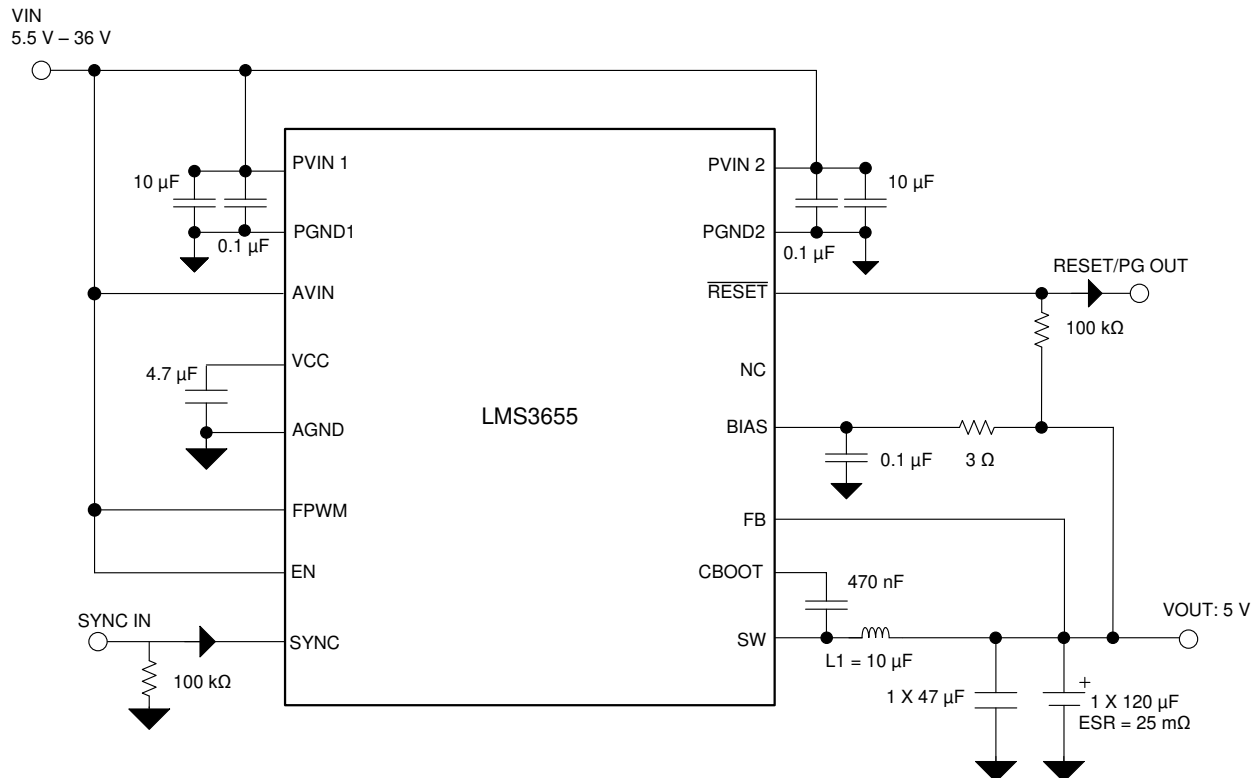 VIN
5.5 V – 36 V
PVIN 1
PVIN 2
10 µF
10 µF
PGND1
PGND2
0.1 µF
0.1 µF
RESET/PG OUT
AVIN
RESET
100 kΩ
VCC
NC
4.7 µF
LMS3655
AGND
BIAS
0.1 µF
3 Ω
FPWM
FB
EN
CBOOT
470 nF
SYNC IN
VOUT: 5 V
SYNC
SW
L1 = 10 µF
100 kΩ
1 X 47 µF
+
1 X 120 µF
ESR = 25 mΩ